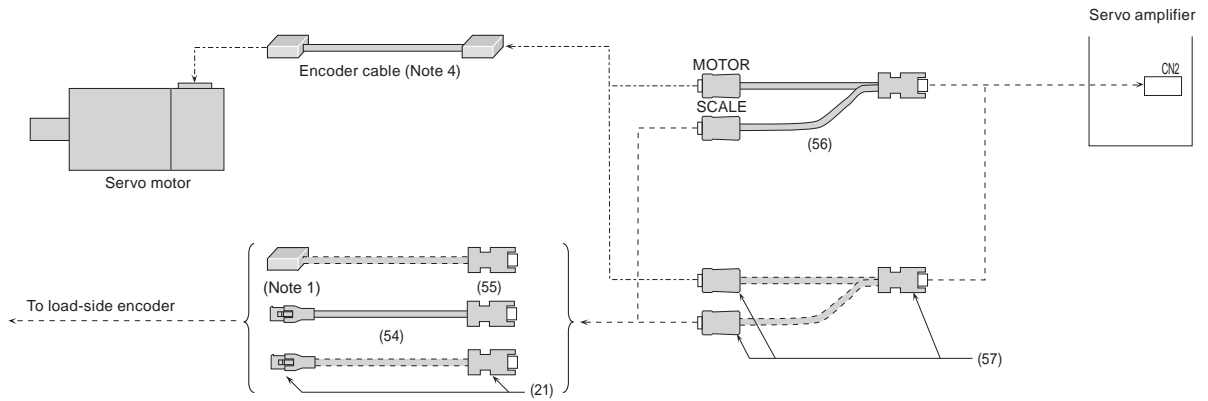 Servo amplifier
CN2
MOTOR
Encoder cable (Note 4)
SCALE
(56)
Servo motor
(Note 1)
(55)
To load-side encoder
(54)
(57)
(21)